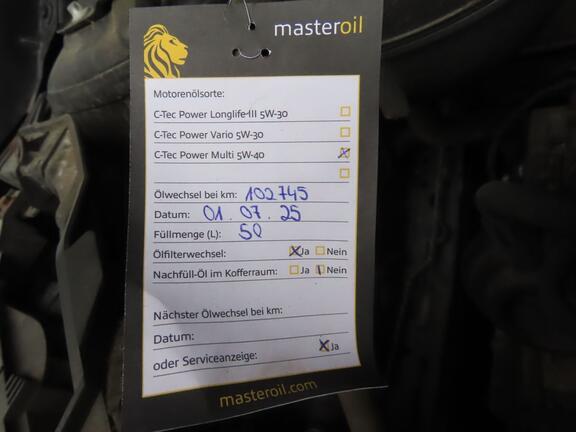 masteroil
Motorenölsorte:
C-Tec Power Longlife-III 5W-30
C-Tec Power Vario 5W-30
C-Tec Power Multi 5W-40
Ölwechsel bei km: 102745
Datum: 01.07.25
Füllmenge (L): 5l
Ölfilterwechsel: Ja Nein
Nachfüll-Öl im Kofferraum: Ja Nein
Nächster Ölwechsel bei km:
Datum:
oder Serviceanzeige: Ja
masteroil.com